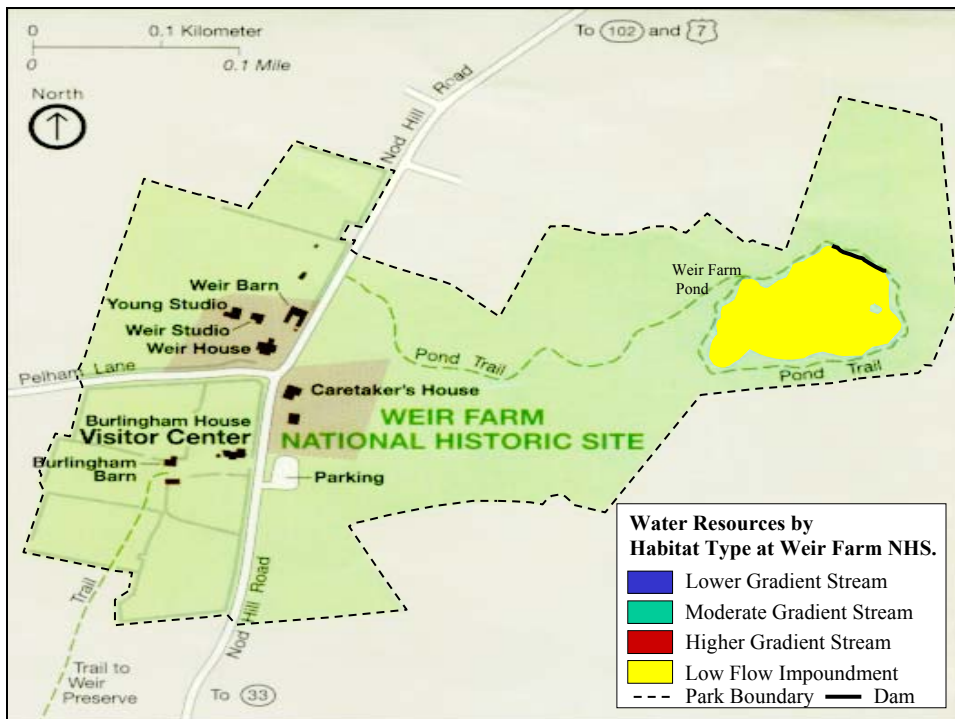 0 0.1 Kilometer
0 0.1 Mile
North
To 102 and 7
Nod Hill Road
Weir Farm
Pond
Weir Barn
Young Studio
Weir Studio
Weir House
Pond Trail
Pond Trail
Pelham Lane
Caretaker's House
WEIR FARM
NATIONAL HISTORIC SITE
Burlingham House
Visitor Center
Burlingham
Barn
Parking
Trail
Nod Hill Road
Trail to
Weir
Preserve
To 33
Water Resources by
Habitat Type at Weir Farm NHS.
Lower Gradient Stream
Moderate Gradient Stream
Higher Gradient Stream
Low Flow Impoundment
Park Boundary Dam